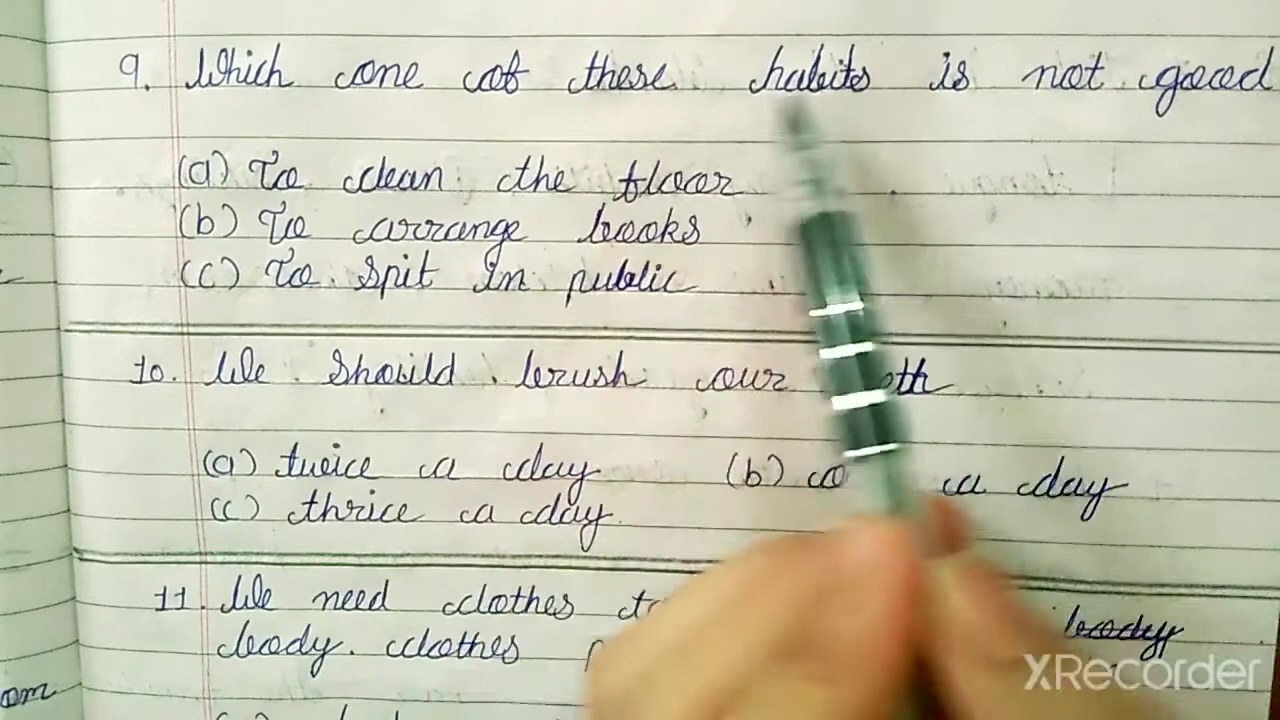 9. Which one of these habits is not good
(a) To clean the floor
(b) To arrange books
(c) To spit in public
10. We should brush our
(a) twice a day (b) a day
(c) thrice a day.
11. We need clothes
body. clothes
om
XRecorder